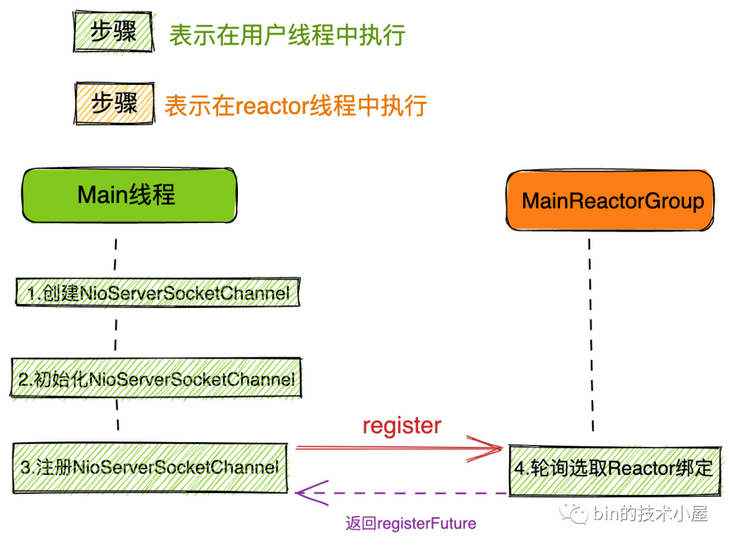 步骤 表示在用户线程中执行
步骤 表示在reactor线程中执行
Main线程
MainReactorGroup
1.创建NioServerSocketChannel
2.初始化NioServerSocketChannel
register
3.注册NioServerSocketChannel
4.轮询选取Reactor绑定
返回registerFuture
bin的技术小屋